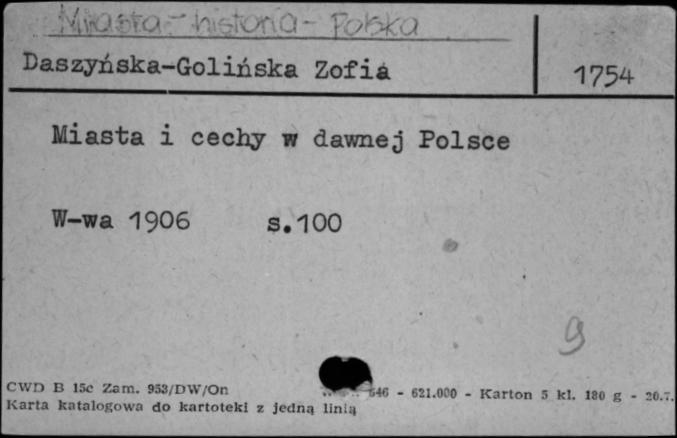 Miasta - historia - Polska
Daszyńska-Golińska Zofia
1754
Miasta i cechy w dawnej Polsce
W-wa 1906 s.100
9
CWD B 15c Zam. 953/DW/On
646 - 621.000 - Karton 5 kl. 180 g - 20.7.
Karta katalogowa do kartoteki z jedną linią